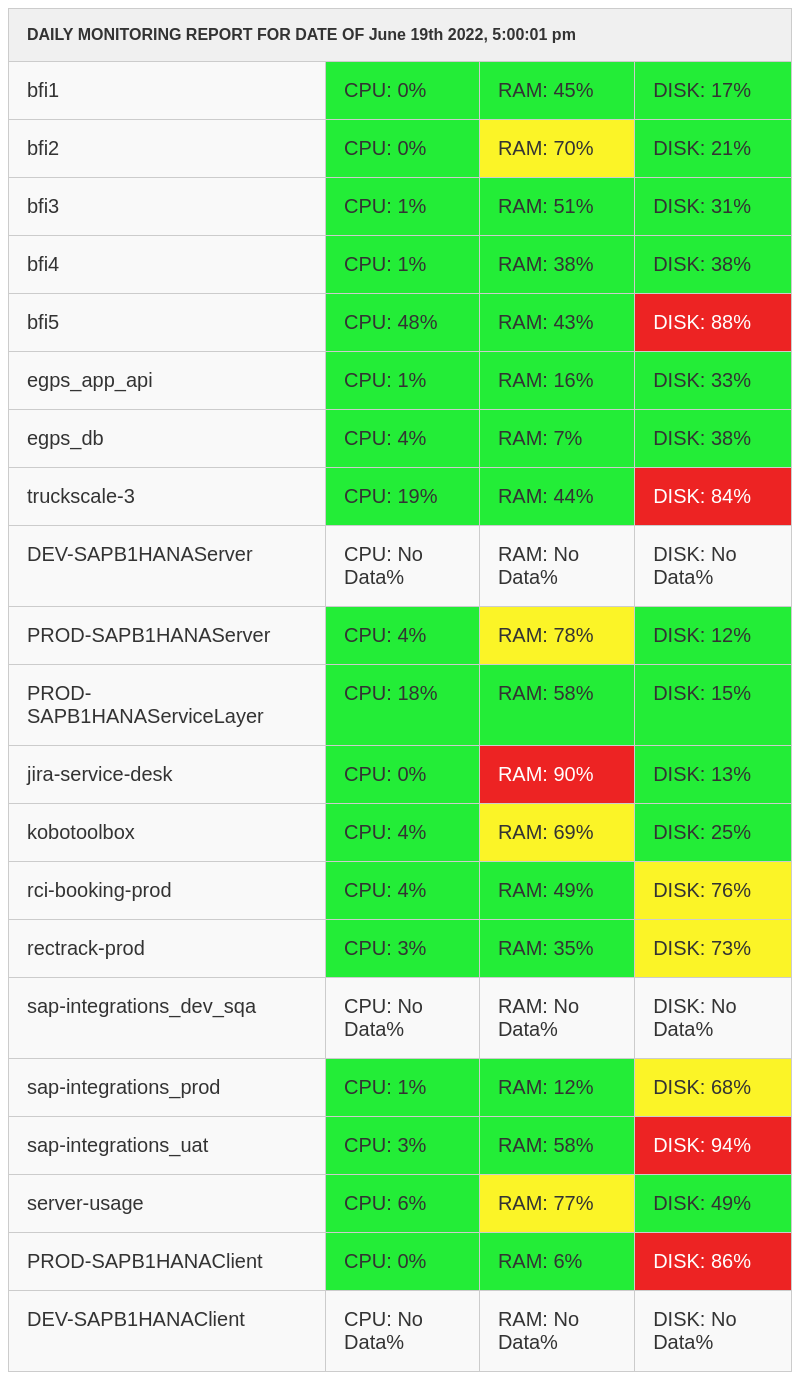 DAILY MONITORING REPORT FOR DATE OF June 19th 2022, 5:00:01 pm
bfi1 CPU: 0% RAM: 45% DISK: 17%
bfi2 CPU: 0% RAM: 70% DISK: 21%
bfi3 CPU: 1% RAM: 51% DISK: 31%
bfi4 CPU: 1% RAM: 38% DISK: 38%
bfi5 CPU: 48% RAM: 43% DISK: 88%
egps_app_api CPU: 1% RAM: 16% DISK: 33%
egps_db CPU: 4% RAM: 7% DISK: 38%
truckscale-3 CPU: 19% RAM: 44% DISK: 84%
DEV-SAPB1HANAServer CPU: No RAM: No DISK: No
Data% Data% Data%
PROD-SAPB1HANAServer CPU: 4% RAM: 78% DISK: 12%
PROD- CPU: 18% RAM: 58% DISK: 15%
SAPB1HANAServiceLayer
jira-service-desk CPU: 0% RAM: 90% DISK: 13%
kobotoolbox CPU: 4% RAM: 69% DISK: 25%
rci-booking-prod CPU: 4% RAM: 49% DISK: 76%
rectrack-prod CPU: 3% RAM: 35% DISK: 73%
sap-integrations_dev_sqa CPU: No RAM: No DISK: No
Data% Data% Data%
sap-integrations_prod CPU: 1% RAM: 12% DISK: 68%
sap-integrations_uat CPU: 3% RAM: 58% DISK: 94%
server-usage CPU: 6% RAM: 77% DISK: 49%
PROD-SAPB1HANAClient CPU: 0% RAM: 6% DISK: 86%
DEV-SAPB1HANAClient CPU: No RAM: No DISK: No
Data% Data% Data%